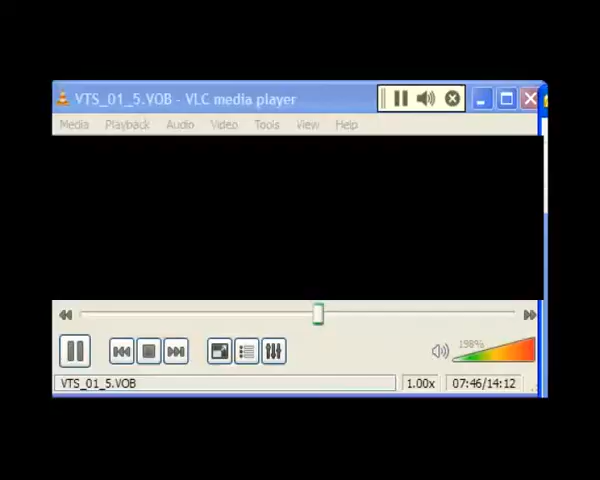 VTS_01_5.VOB - VLC media player
Media Playback Audio Video Tools View Help
198%
VTS_01_5.VOB 1.00x 07:46/14:12